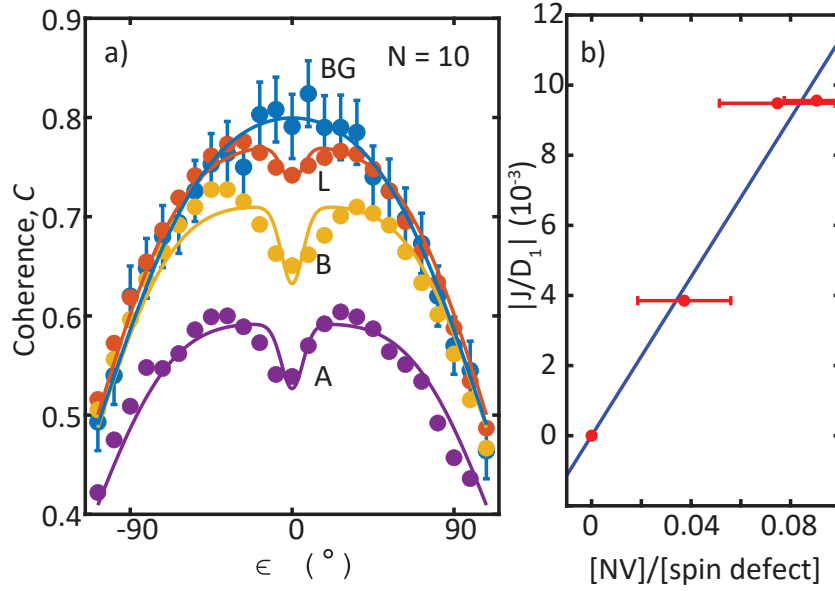 a)
N = 10
BG
L
B
A
Coherence, C
0.9
0.8
0.7
0.6
0.5
0.4
-90
0
90
ϵ (°)
b)
|J/D₁| (10⁻³)
12
10
8
6
4
2
0
0
0.04
0.08
[NV]/[spin defect]